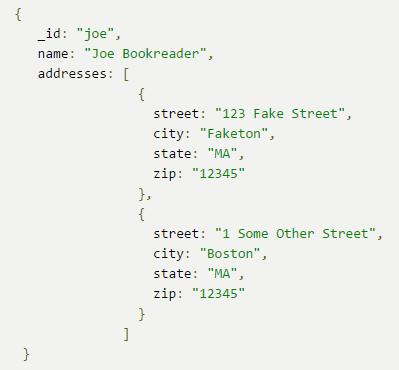 {
   _id: "joe",
   name: "Joe Bookreader",
   addresses: [
                {
                  street: "123 Fake Street",
                  city: "Faketon",
                  state: "MA",
                  zip: "12345"
                },
                {
                  street: "1 Some Other Street",
                  city: "Boston",
                  state: "MA",
                  zip: "12345"
                }
              ]
 }